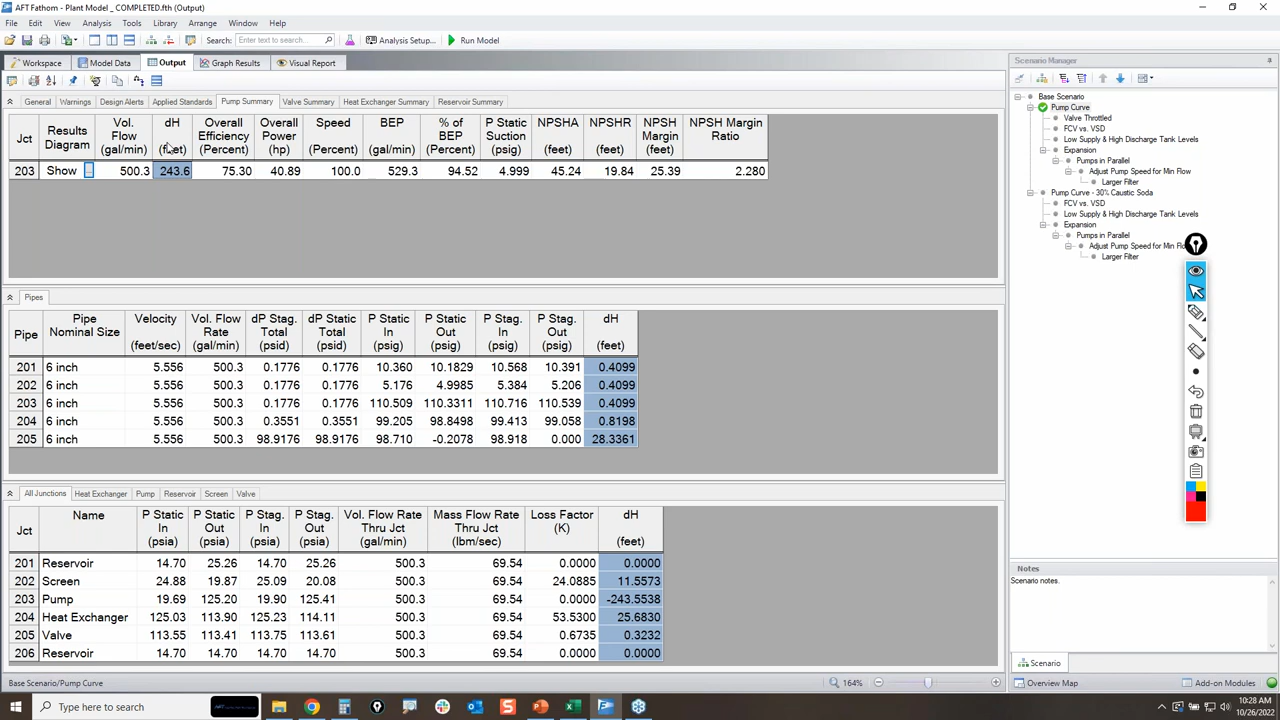 AFT Fathom - Plant Model _ COMPLETED.fth (Output)
File Edit View Analysis Tools Library Arrange Window Help
Search: Enter text to search... Analysis Setup... Run Model
Workspace Model Data Output Graph Results Visual Report
General Warnings Design Alerts Applied Standards Pump Summary Valve Summary Heat Exchanger Summary Reservoir Summary
Jct Results Diagram Vol. Flow (gal/min) dH (feet) Overall Efficiency (Percent) Overall Power (hp) Speed (Percent) BEP (gal/min) % of BEP (Percent) P Static Suction (psig) NPSHA (feet) NPSHR (feet) NPSH Margin (feet) NPSH Margin Ratio
203 Show ... 500.3 243.6 75.30 40.89 100.0 529.3 94.52 4.999 45.24 19.84 25.39 2.280
Pipes
Pipe Pipe Nominal Size Velocity (feet/sec) Vol. Flow Rate (gal/min) dP Stag. Total (psid) dP Static Total (psid) P Static In (psig) P Static Out (psig) P Stag. In (psig) P Stag. Out (psig) dH (feet)
201 6 inch 5.556 500.3 0.1776 0.1776 10.360 10.1829 10.568 10.391 0.4099
202 6 inch 5.556 500.3 0.1776 0.1776 5.176 4.9985 5.384 5.206 0.4099
203 6 inch 5.556 500.3 0.1776 0.1776 110.509 110.3311 110.716 110.539 0.4099
204 6 inch 5.556 500.3 0.3551 0.3551 99.205 98.8498 99.413 99.058 0.8198
205 6 inch 5.556 500.3 98.9176 98.9176 98.710 -0.2078 98.918 0.000 28.3361
All Junctions Heat Exchanger Pump Reservoir Screen Valve
Jct Name P Static In (psia) P Static Out (psia) P Stag. In (psia) P Stag. Out (psia) Vol. Flow Rate Thru Jct (gal/min) Mass Flow Rate Thru Jct (lbm/sec) Loss Factor (K) dH (feet)
201 Reservoir 14.70 25.26 14.70 25.26 500.3 69.54 0.0000 0.0000
202 Screen 24.88 19.87 25.09 20.08 500.3 69.54 24.0885 11.5573
203 Pump 19.69 125.20 19.90 125.41 500.3 69.54 0.0000 -243.5538
204 Heat Exchanger 125.03 113.90 125.23 114.11 500.3 69.54 53.5300 25.6830
205 Valve 113.55 113.41 113.75 113.61 500.3 69.54 0.6735 0.3232
206 Reservoir 14.70 14.70 14.70 14.70 500.3 69.54 0.0000 0.0000
Scenario Manager
Base Scenario
Pump Curve
Valve Throttled
FCV vs. VSD
Low Supply & High Discharge Tank Levels
Expansion
Pumps in Parallel
Adjust Pump Speed for Min Flow
Larger Filter
Pump Curve - 30% Caustic Soda
FCV vs. VSD
Low Supply & High Discharge Tank Levels
Expansion
Pumps in Parallel
Adjust Pump Speed for Min
Larger Filter
Notes
Scenario notes.
Scenario
Base Scenario/Pump Curve 164% Overview Map Add-on Modules
Type here to search
10:28 AM
10/26/2022